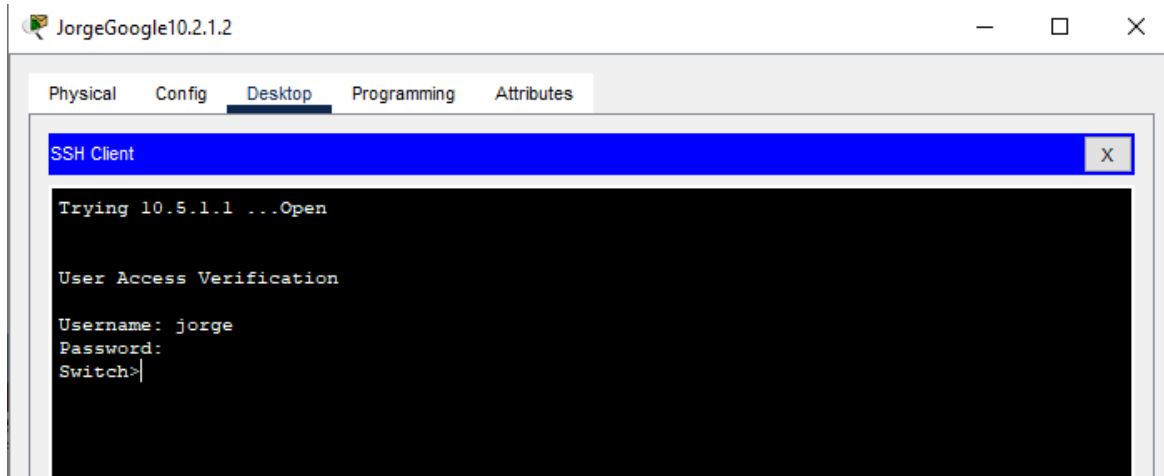 JorgeGoogle10.2.1.2
Physical Config Desktop Programming Attributes
SSH Client X
Trying 10.5.1.1 ...Open
User Access Verification
Username: jorge
Password:
Switch>